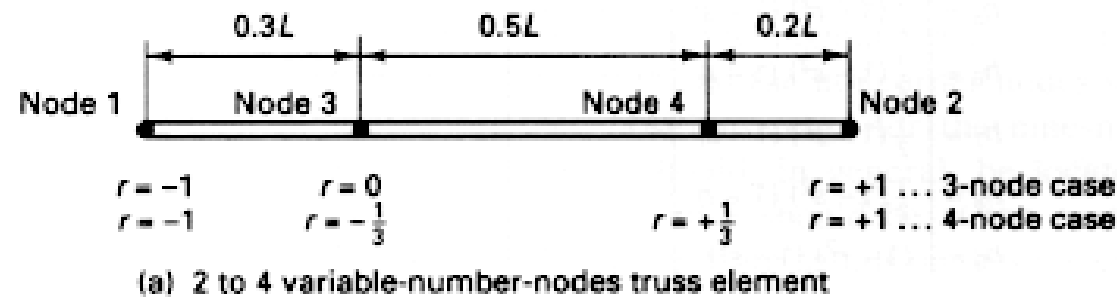 0.3L 0.5L 0.2L
Node 1 Node 3 Node 4 Node 2
r = −1 r = 0 r = +1 ... 3-node case
r = −1 r = −1/3 r = +1/3 r = +1 ... 4-node case
(a) 2 to 4 variable-number-nodes truss element